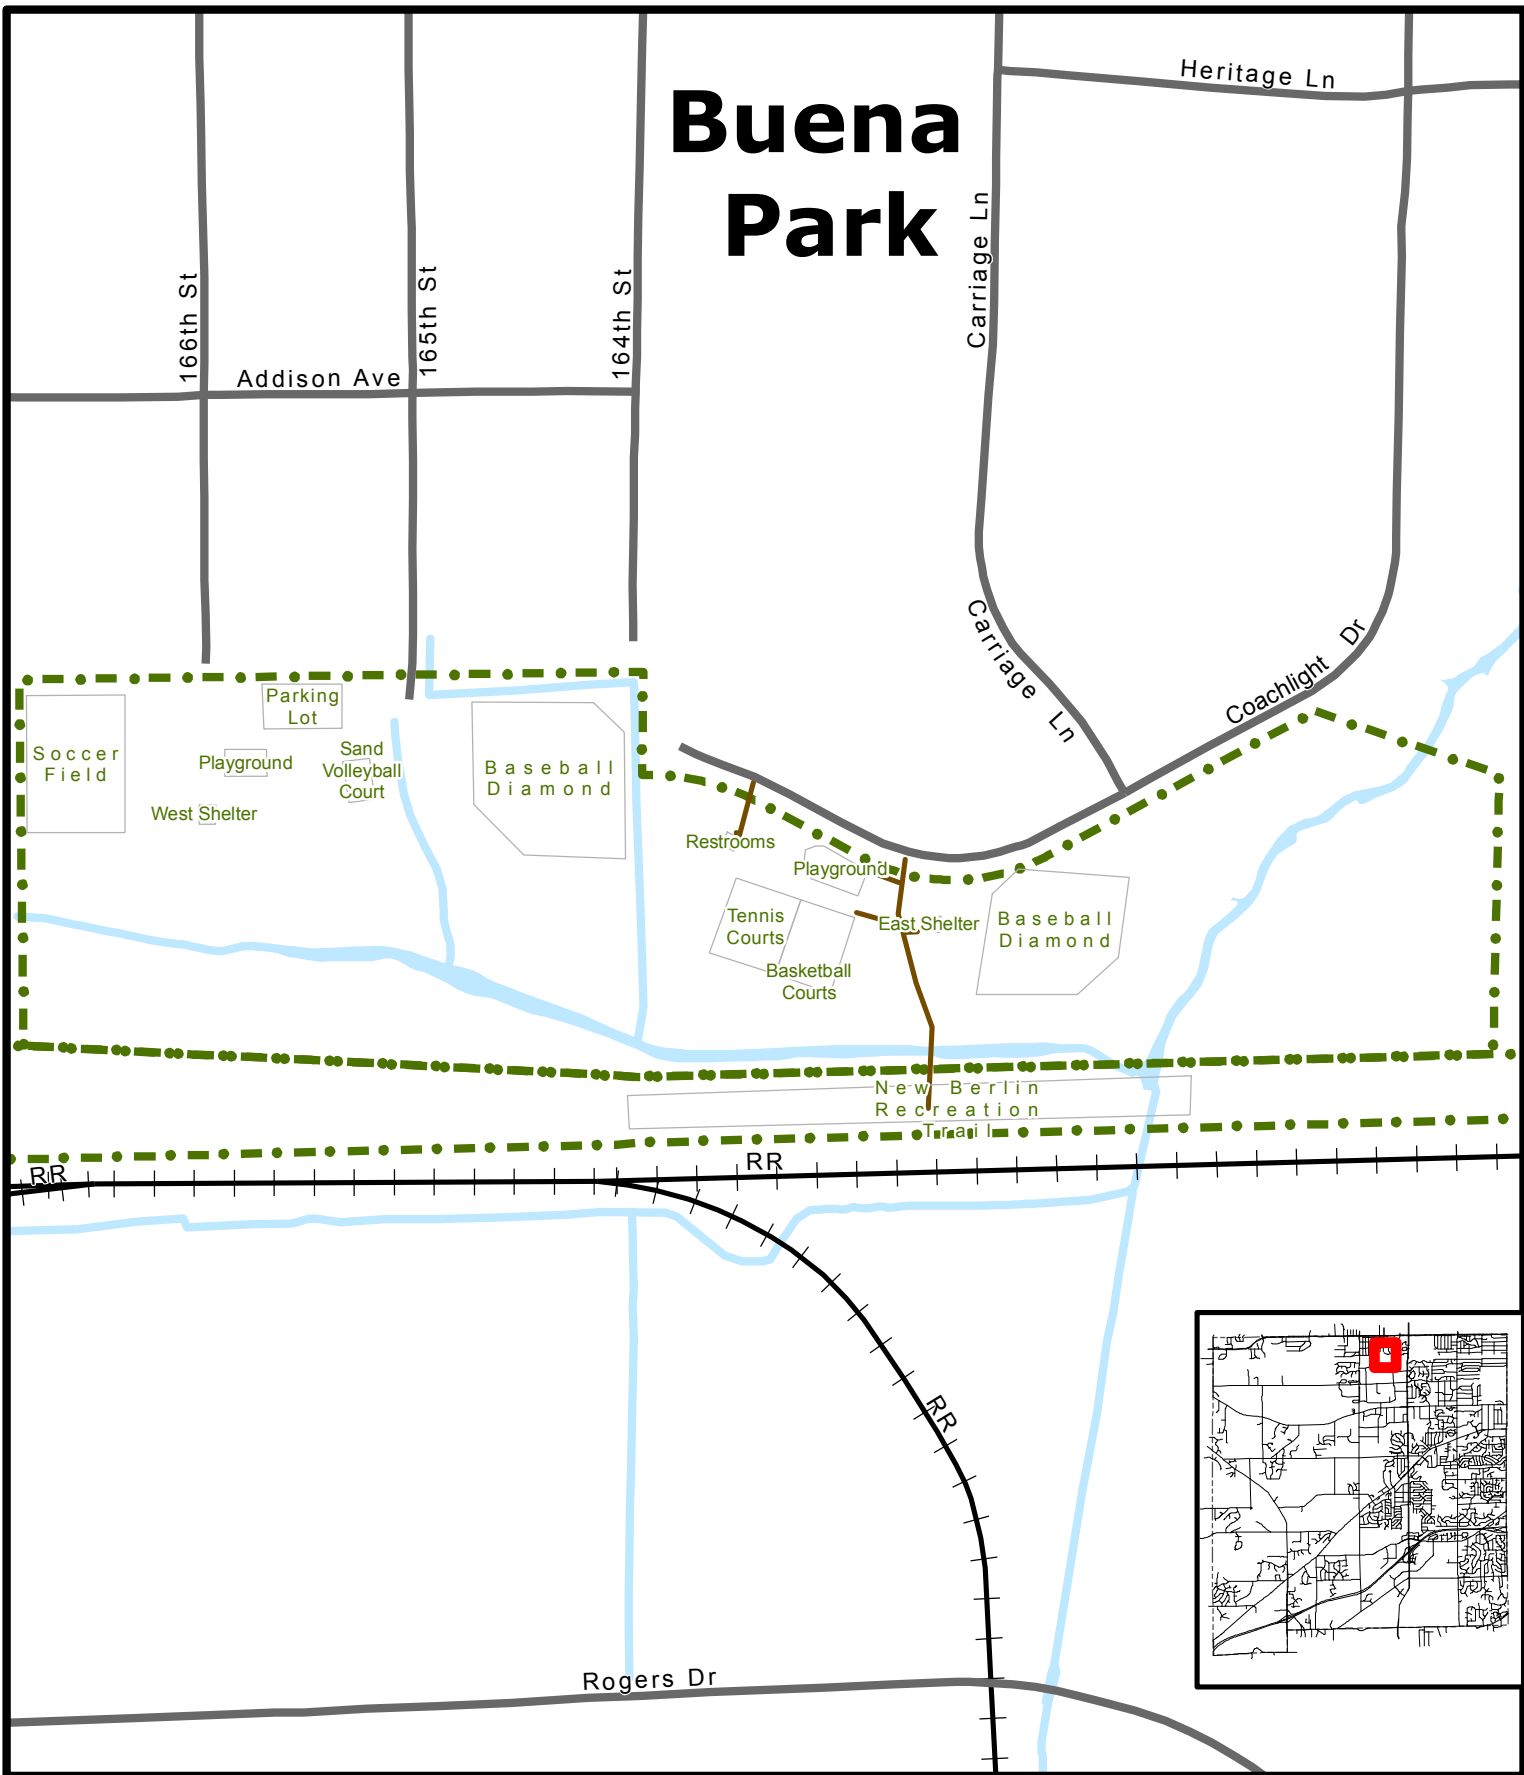 Heritage Ln
Buena
Park
Carriage Ln
166th St
165th St
164th St
Addison Ave
Carriage Ln
Coachlight Dr
Parking
Lot
Soccer
Field
Playground
Sand
Volleyball
Court
West Shelter
Baseball
Diamond
Restrooms
Playground
Tennis
Courts
East Shelter
Baseball
Diamond
Basketball
Courts
New Berlin
Recreation
Trail
RR
RR
RR
Rogers Dr